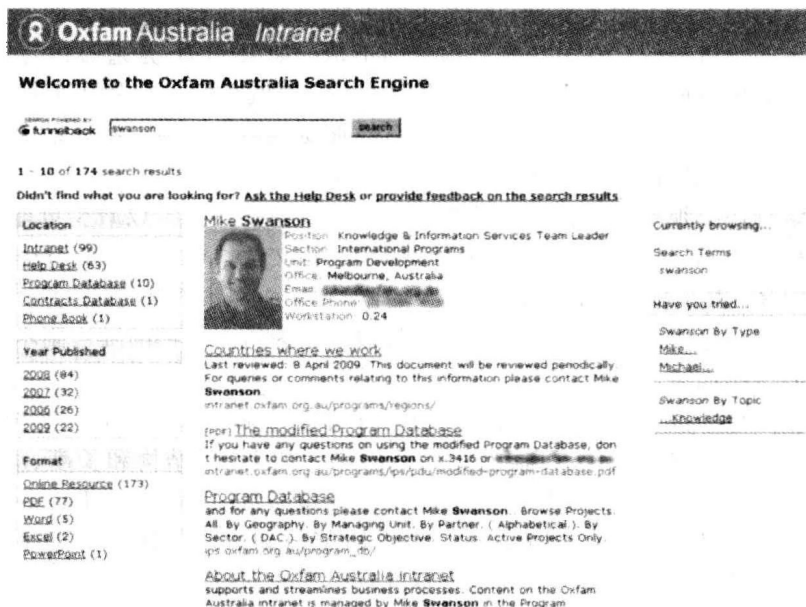 Oxfam Australia Intranet
Welcome to the Oxfam Australia Search Engine
SEARCH POWERED BY
funnelback swanson search
1 - 10 of 174 search results
Didn't find what you are looking for? Ask the Help Desk or provide feedback on the search results
Location
Intranet (99)
Help Desk (63)
Program Database (10)
Contracts Database (1)
Phone Book (1)
Year Published
2008 (84)
2007 (32)
2006 (26)
2009 (22)
Format
Online Resource (173)
PDF (77)
Word (5)
Excel (2)
PowerPoint (1)
Mike Swanson
Position: Knowledge & Information Services Team Leader
Section: International Programs
Unit: Program Development
Office: Melbourne, Australia
Email:
Office Phone:
Workstation: 0.24
Countries where we work
Last reviewed: 8 April 2009. This document will be reviewed periodically.
For queries or comments relating to this information please contact Mike
Swanson
intranet.oxfam.org.au/programs/regions/
[PDF] The modified Program Database
If you have any questions on using the modified Program Database, don
t hesitate to contact Mike Swanson on x.3416 or
intranet.oxfam.org.au/programs/ips/pdu/modified-program-database.pdf
Program Database
and for any questions please contact Mike Swanson. Browse Projects.
All. By Geography. By Managing Unit. By Partner. ( Alphabetical ). By
Sector. ( DAC ). By Strategic Objective. Status. Active Projects Only.
ips.oxfam.org.au/program_db/
About the Oxfam Australia intranet
supports and streamlines business processes. Content on the Oxfam
Australia intranet is managed by Mike Swanson in the Program
Currently browsing...
Search Terms
swanson
Have you tried...
Swanson By Type
Mike...
Michael...
Swanson By Topic
...Knowledge